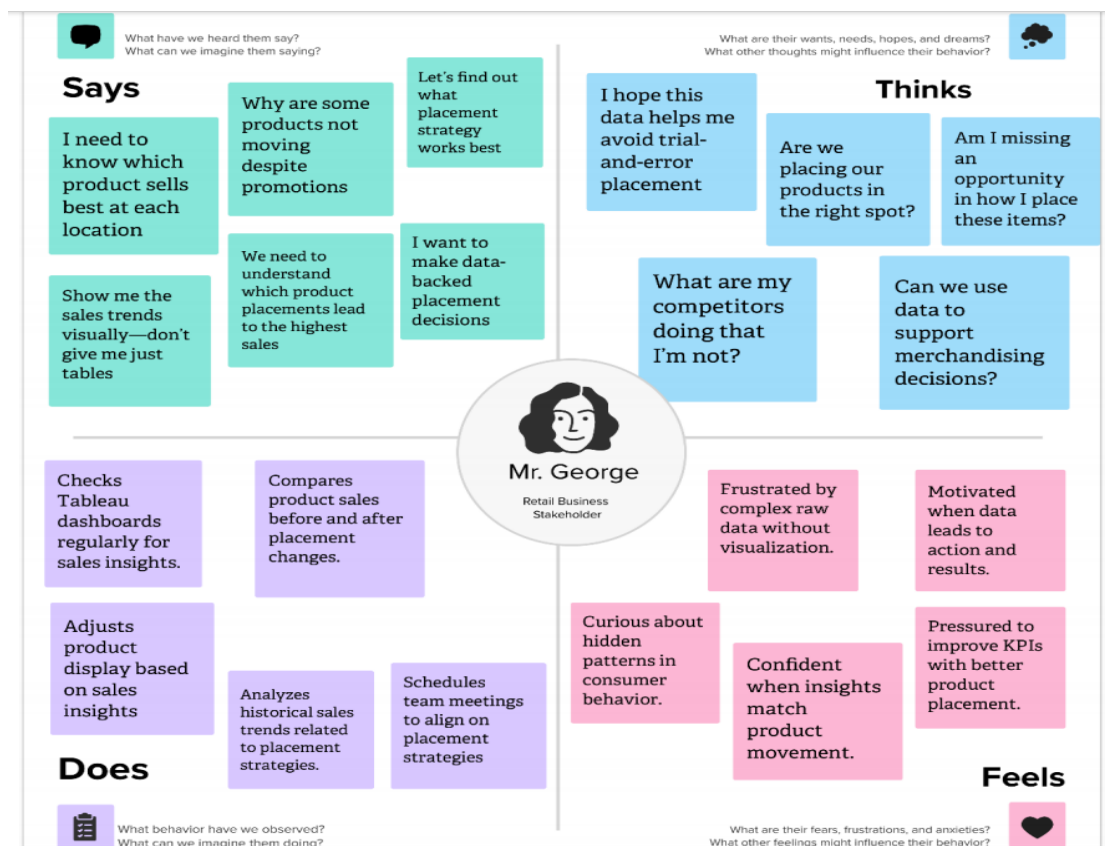 What have we heard them say?
What can we imagine them saying?
Says
I need to
know which
product sells
best at each
location
Why are some
products not
moving
despite
promotions
Let's find out
what
placement
strategy
works best
Show me the
sales trends
visually—don't
give me just
tables
We need to
understand
which product
placements lead
to the highest
sales
I want to
make data-
backed
placement
decisions
What are their wants, needs, hopes, and dreams?
What other thoughts might influence their behavior?
Thinks
I hope this
data helps me
avoid trial-
and-error
placement
Are we
placing our
products in
the right spot?
Am I missing
an
opportunity
in how I place
these items?
What are my
competitors
doing that
I'm not?
Can we use
data to
support
merchandising
decisions?
Mr. George
Retail Business
Stakeholder
Checks
Tableau
dashboards
regularly for
sales insights.
Compares
product sales
before and after
placement
changes.
Adjusts
product
display based
on sales
insights
Analyzes
historical sales
trends related
to placement
strategies.
Schedules
team meetings
to align on
placement
strategies
Does
What behavior have we observed?
What can we imagine them doing?
Frustrated by
complex raw
data without
visualization.
Motivated
when data
leads to
action and
results.
Curious about
hidden
patterns in
consumer
behavior.
Confident
when insights
match
product
movement.
Pressured to
improve KPIs
with better
product
placement.
Feels
What are their fears, frustrations, and anxieties?
What other feelings might influence their behavior?